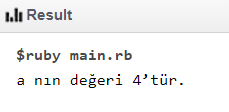 Result
$ruby main.rb
a nın değeri 4’tür.